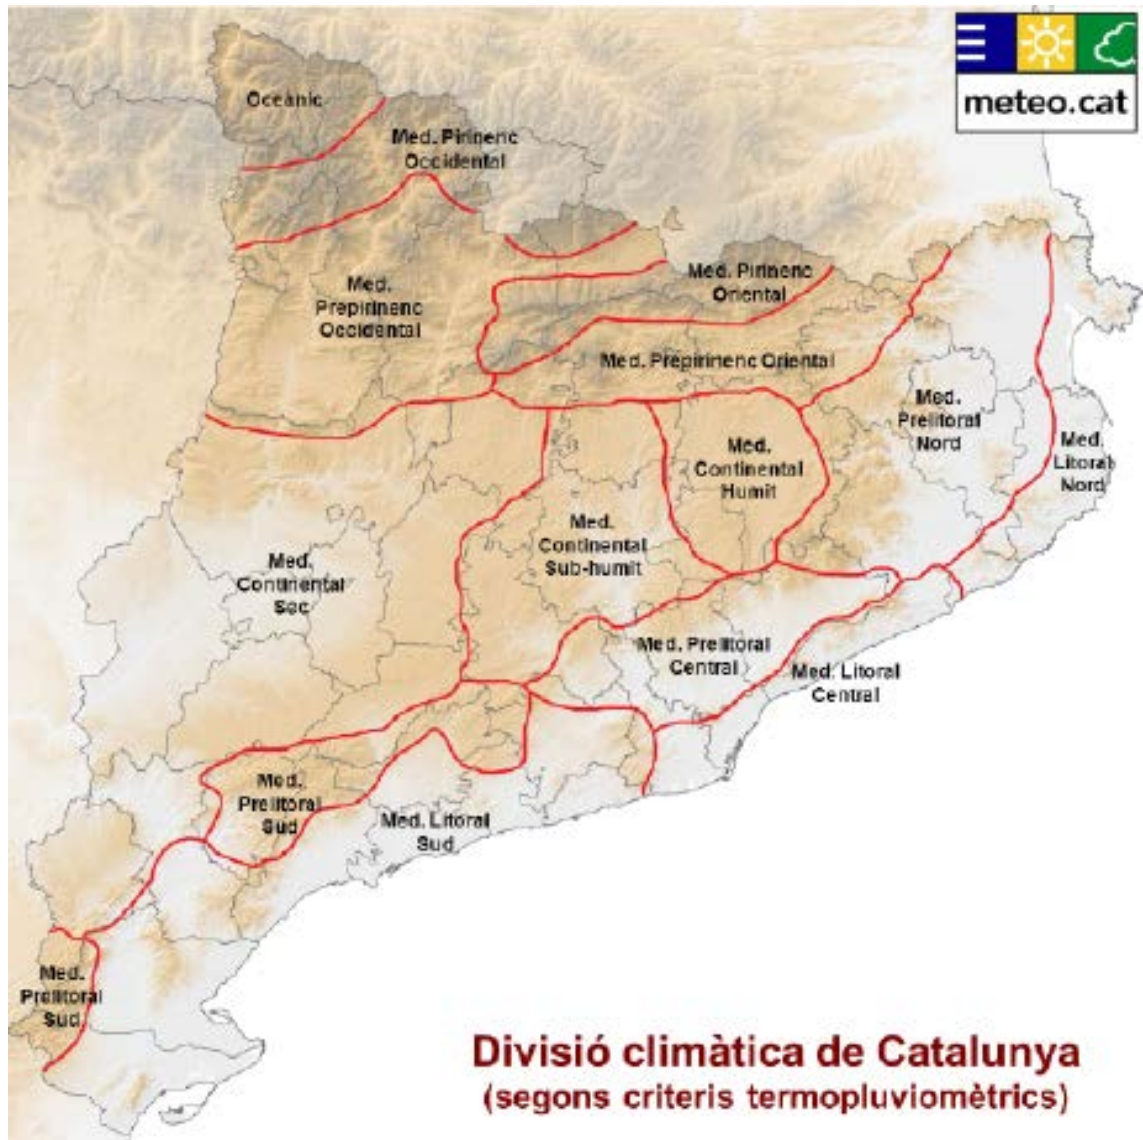 meteo.cat
Oceànic
Med. Pirinenc
Occidental
Med. Pirinenc
Oriental
Med.
Prepirinenc
Occidental
Med. Prepirinenc Oriental
Med.
Prelitoral
Nord
Med.
Litoral
Nord
Med.
Continental
Humit
Med.
Continental
Sub-humit
Med.
Continental
Sec
Med. Prelitoral
Central
Med. Litoral
Central
Med.
Prelitoral
Sud
Med. Litoral
Sud
Med.
Prelitoral
Sud
Divisió climàtica de Catalunya
(segons criteris termopluviomètrics)